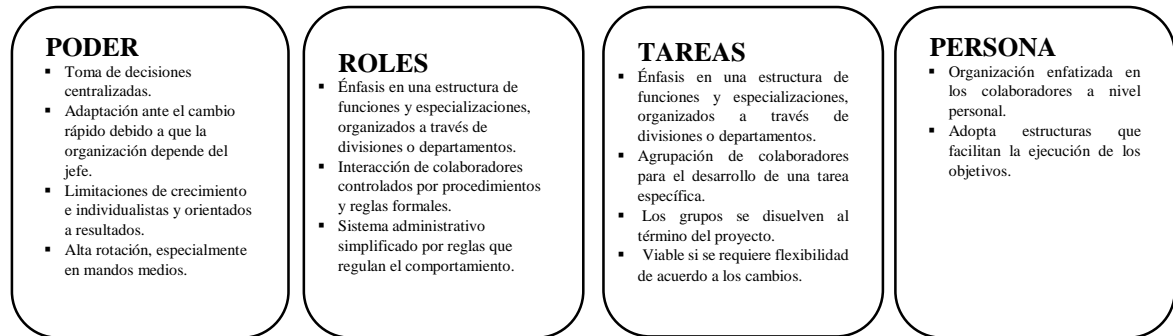 PODER
▪ Toma de decisiones
centralizadas.
▪ Adaptación ante el cambio
rápido debido a que la
organización depende del
jefe.
▪ Limitaciones de crecimiento
e individualistas y orientados
a resultados.
▪ Alta rotación, especialmente
en mandos medios.
ROLES
▪ Énfasis en una estructura de
funciones y especializaciones,
organizados a través de
divisiones o departamentos.
▪ Interacción de colaboradores
controlados por procedimientos
y reglas formales.
▪ Sistema administrativo
simplificado por reglas que
regulan el comportamiento.
TAREAS
▪ Énfasis en una estructura de
funciones y especializaciones,
organizados a través de
divisiones o departamentos.
▪ Agrupación de colaboradores
para el desarrollo de una tarea
específica.
▪ Los grupos se disuelven al
término del proyecto.
▪ Viable si se requiere flexibilidad
de acuerdo a los cambios.
PERSONA
▪ Organización enfatizada en
los colaboradores a nivel
personal.
▪ Adopta estructuras que
facilitan la ejecución de los
objetivos.